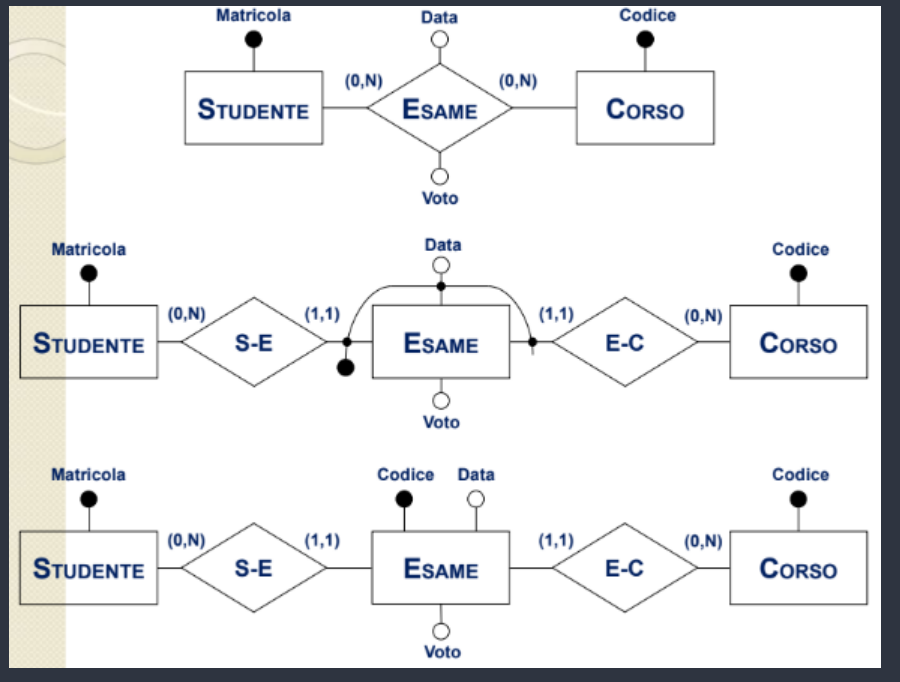 Matricola Data Codice
(0,N) (0,N)
STUDENTE ESAME CORSO
Voto
Matricola Data Codice
(0,N) (1,1) (1,1) (0,N)
STUDENTE S-E ESAME E-C CORSO
Voto
Matricola Codice Data Codice
(0,N) (1,1) (1,1) (0,N)
STUDENTE S-E ESAME E-C CORSO
Voto